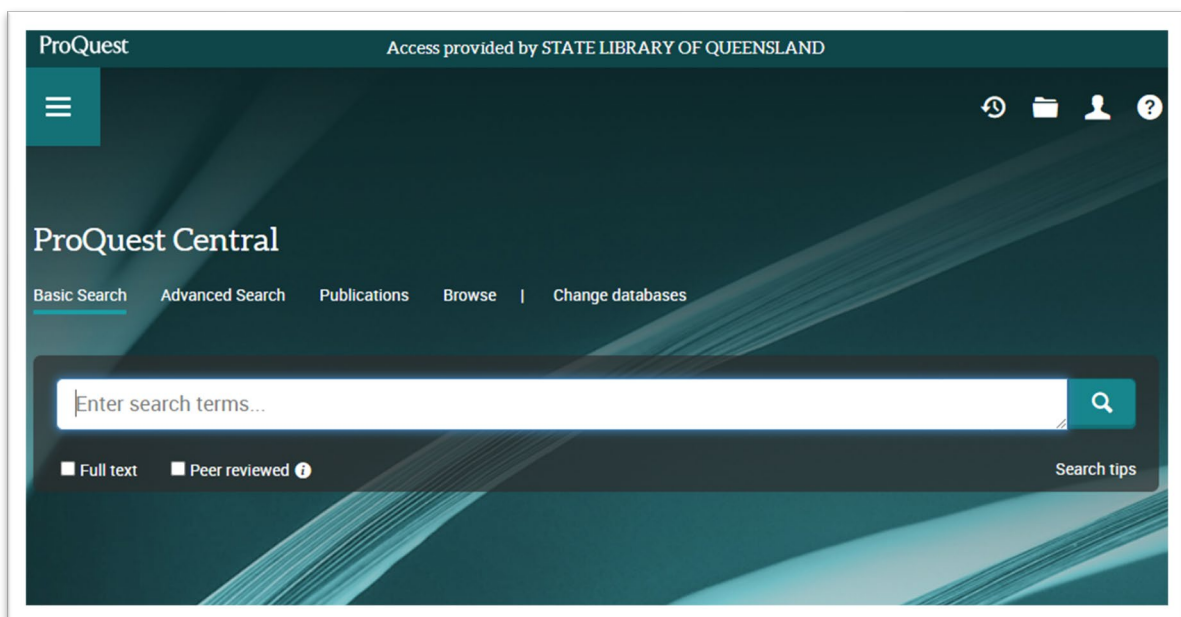 ProQuest Access provided by STATE LIBRARY OF QUEENSLAND
ProQuest Central
Basic Search Advanced Search Publications Browse | Change databases
Enter search terms...
Full text Peer reviewed Search tips